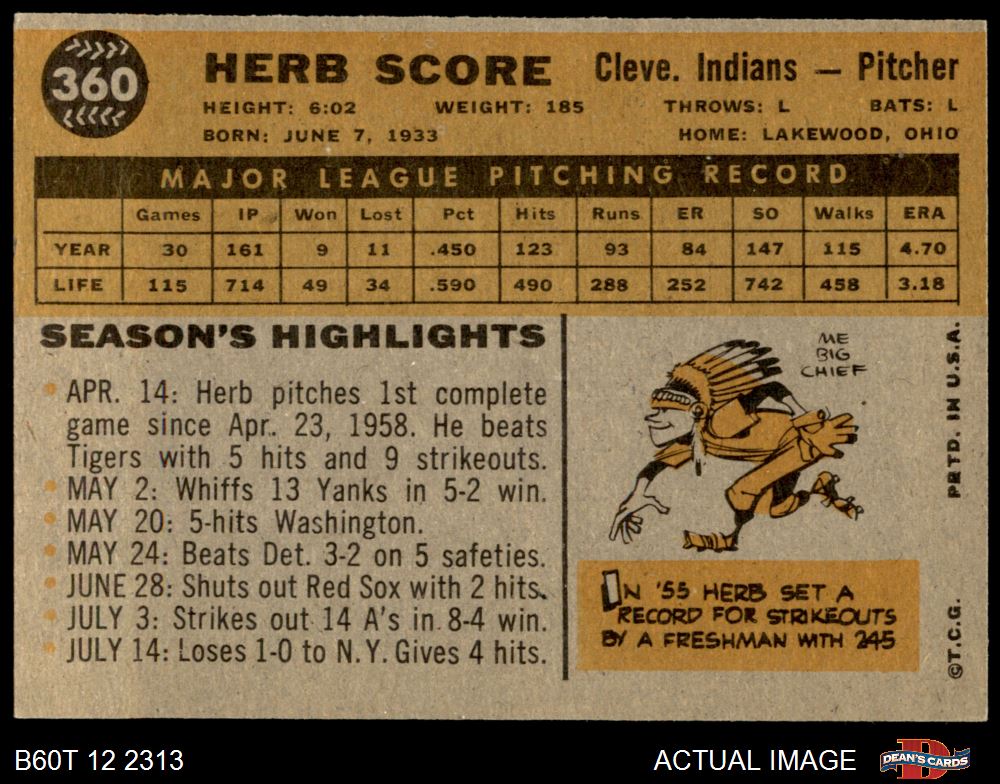 360
HERB SCORE
Cleve. Indians — Pitcher
HEIGHT: 6:02 WEIGHT: 185 THROWS: L BATS: L
BORN: JUNE 7, 1933 HOME: LAKEWOOD, OHIO
MAJOR LEAGUE PITCHING RECORD
Games IP Won Lost Pct Hits Runs ER SO Walks ERA
YEAR 30 161 9 11 .450 123 93 84 147 115 4.70
LIFE 115 714 49 34 .590 490 288 252 742 458 3.18
SEASON'S HIGHLIGHTS
APR. 14: Herb pitches 1st complete
game since Apr. 23, 1958. He beats
Tigers with 5 hits and 9 strikeouts.
MAY 2: Whiffs 13 Yanks in 5-2 win.
MAY 20: 5-hits Washington.
MAY 24: Beats Det. 3-2 on 5 safeties.
JUNE 28: Shuts out Red Sox with 2 hits.
JULY 3: Strikes out 14 A's in 8-4 win.
JULY 14: Loses 1-0 to N.Y. Gives 4 hits.
ME
BIG
CHIEF
IN '55 HERB SET A
RECORD FOR STRIKEOUTS
BY A FRESHMAN WITH 245
©T.C.G. PRTD. IN U.S.A.
B60T 12 2313
ACTUAL IMAGE
DEAN'S CARDS